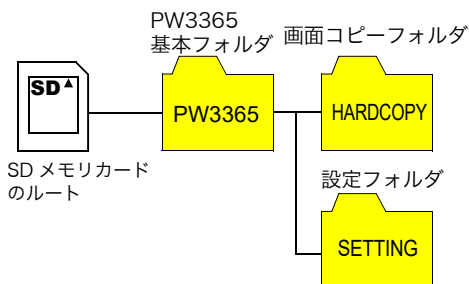 PW3365
基本フォルダ
画面コピーフォルダ
SD
PW3365
HARDCOPY
SD メモリカード
のルート
設定フォルダ
SETTING